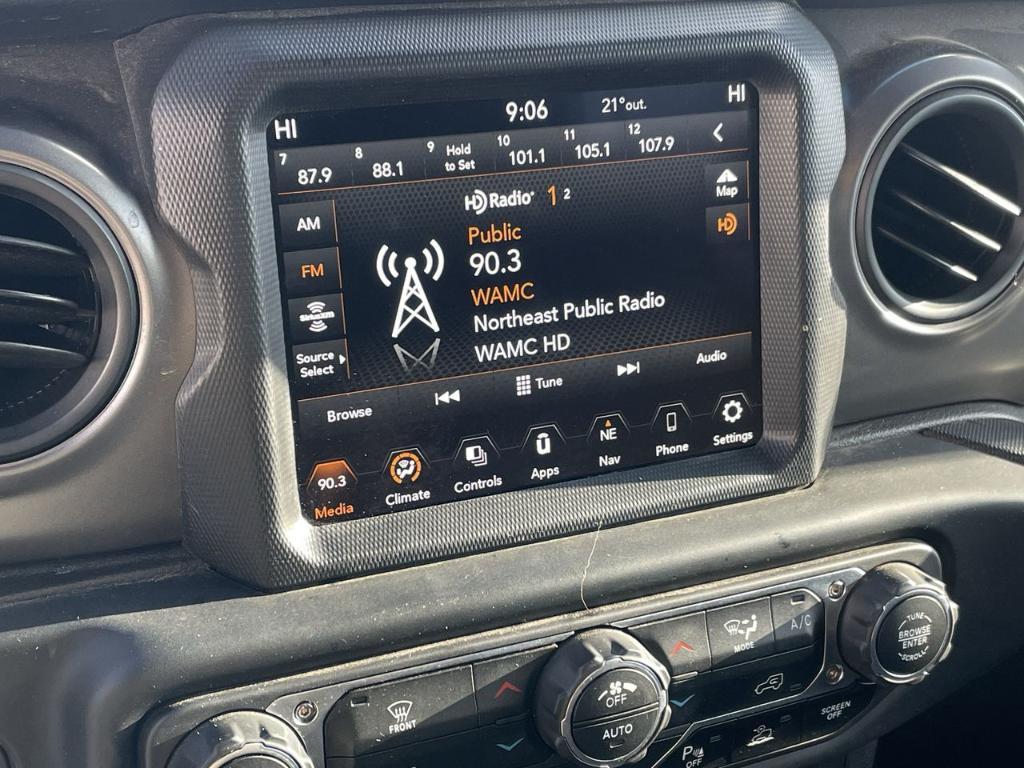 HI 9:06 21°out. HI
7 87.9 8 88.1 9 Hold to Set 10 101.1 11 105.1 12 107.9
HD Radio 1 2
Map
AM
Public
FM
90.3
WAMC
SiriusXM
Northeast Public Radio
Source
Select
WAMC HD
Browse Tune Audio
90.3 NE
Media Climate Controls Apps Nav Phone Settings
TUNE
BROWSE
ENTER
SCROLL
MODE A/C
OFF
AUTO
FRONT
SCREEN
OFF
P OFF